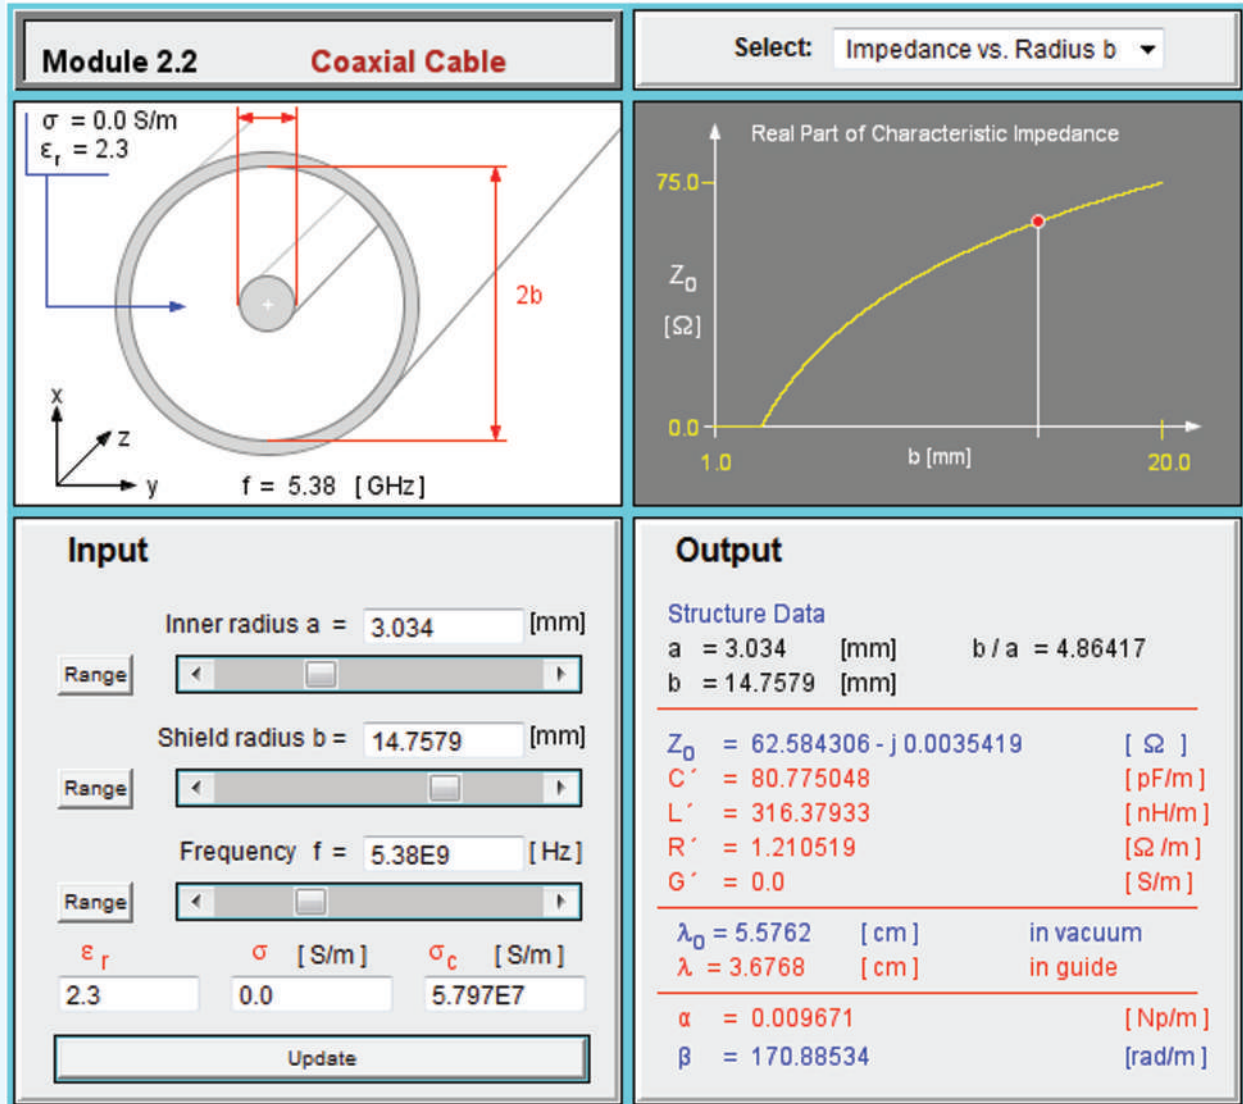 Module 2.2 Coaxial Cable
Select: Impedance vs. Radius b
σ = 0.0 S/m
εr = 2.3
2b
x
z
y
f = 5.38 [GHz]
Real Part of Characteristic Impedance
75.0
Z0
[Ω]
0.0
1.0
b [mm]
20.0
Input
Inner radius a = 3.034 [mm]
Range
Shield radius b = 14.7579 [mm]
Range
Frequency f = 5.38E9 [Hz]
Range
εr σ [S/m] σc [S/m]
2.3 0.0 5.797E7
Update
Output
Structure Data
a = 3.034 [mm] b / a = 4.86417
b = 14.7579 [mm]
Z0 = 62.584306 - j 0.0035419 [ Ω ]
C´ = 80.775048 [pF/m]
L´ = 316.37933 [nH/m]
R´ = 1.210519 [Ω /m]
G´ = 0.0 [S/m]
λ0 = 5.5762 [cm] in vacuum
λ = 3.6768 [cm] in guide
α = 0.009671 [Np/m]
β = 170.88534 [rad/m]